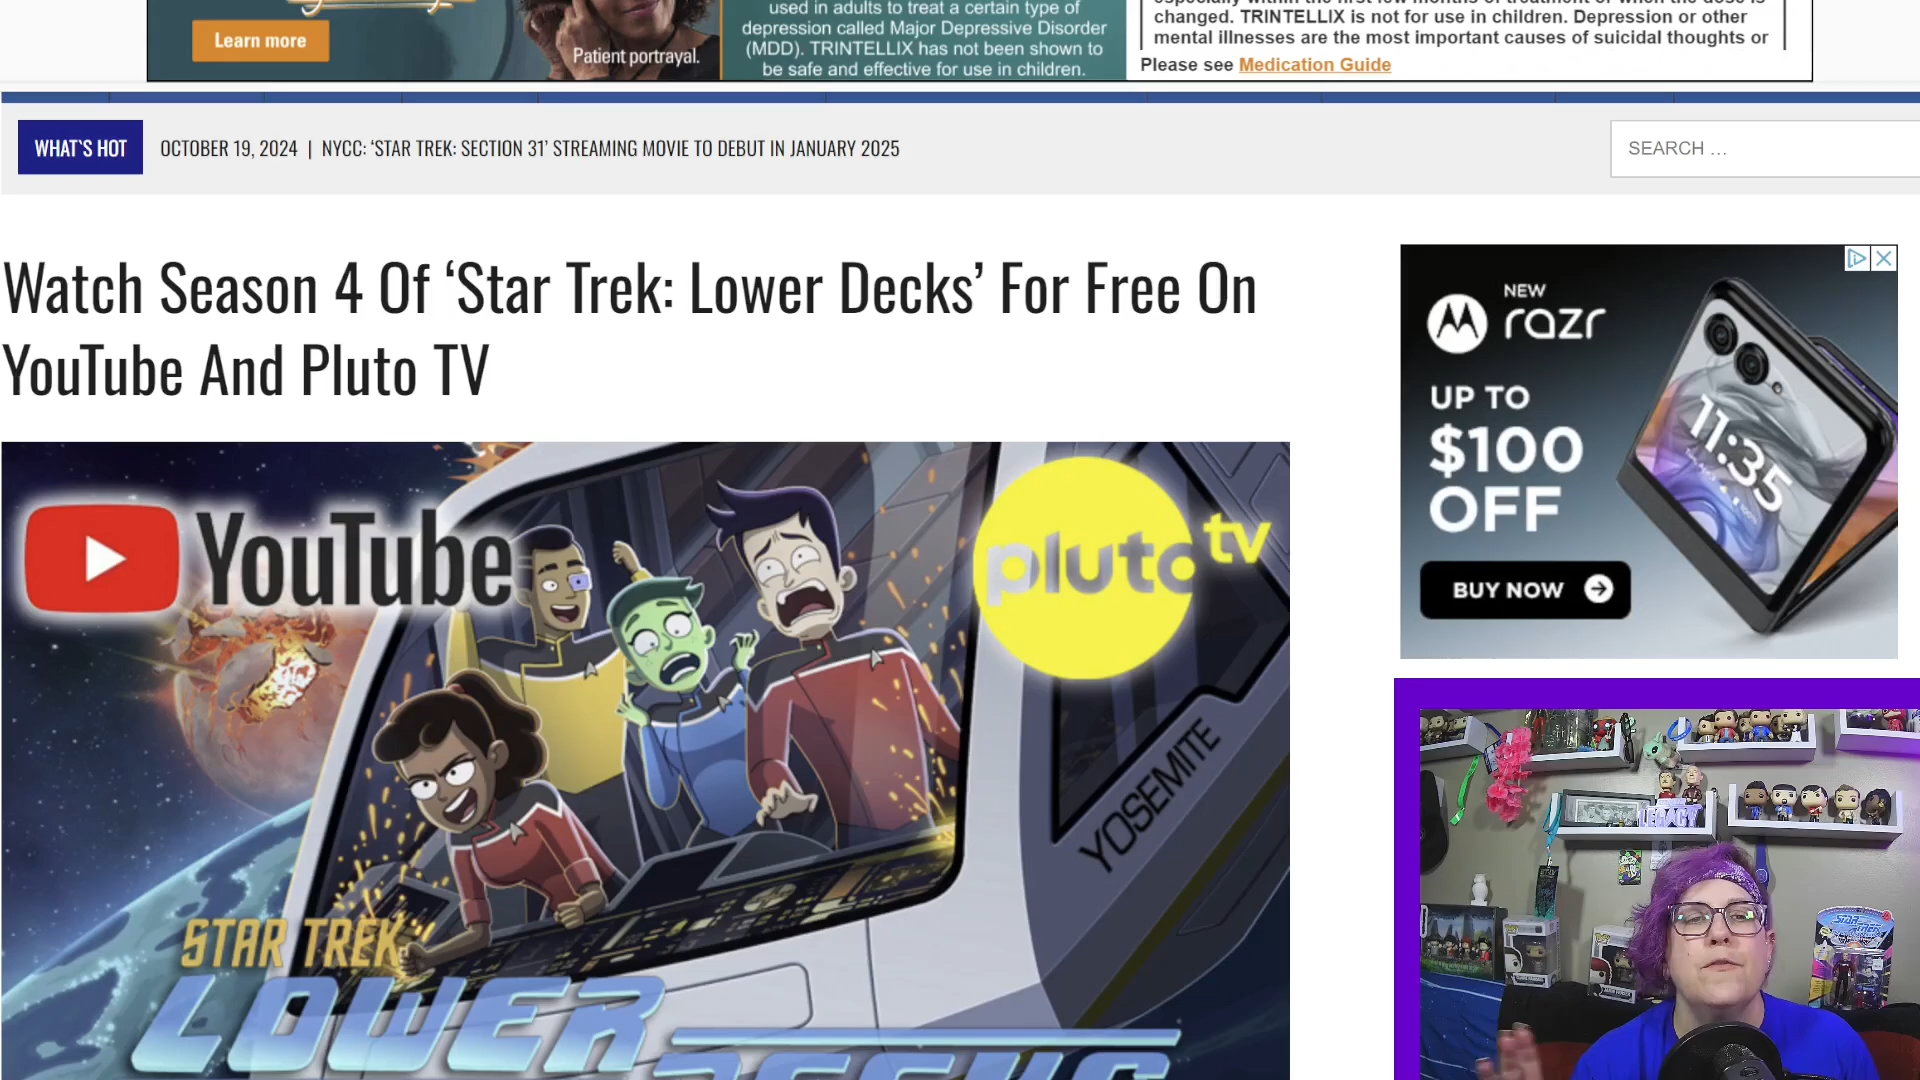 Learn more
Patient portrayal.
used in adults to treat a certain type of
depression called Major Depressive Disorder
(MDD). TRINTELLIX has not been shown to
be safe and effective for use in children.
changed. TRINTELLIX is not for use in children. Depression or other
mental illnesses are the most important causes of suicidal thoughts or
Please see Medication Guide
WHAT'S HOT
OCTOBER 19, 2024 | NYCC: ‘STAR TREK: SECTION 31’ STREAMING MOVIE TO DEBUT IN JANUARY 2025
SEARCH …
Watch Season 4 Of ‘Star Trek: Lower Decks’ For Free On
YouTube And Pluto TV
YouTube
pluto tv
YOSEMITE
STAR TREK
LOWER
DECKS
NEW
razr
UP TO
$100
OFF
BUY NOW
11:35
LEGACY